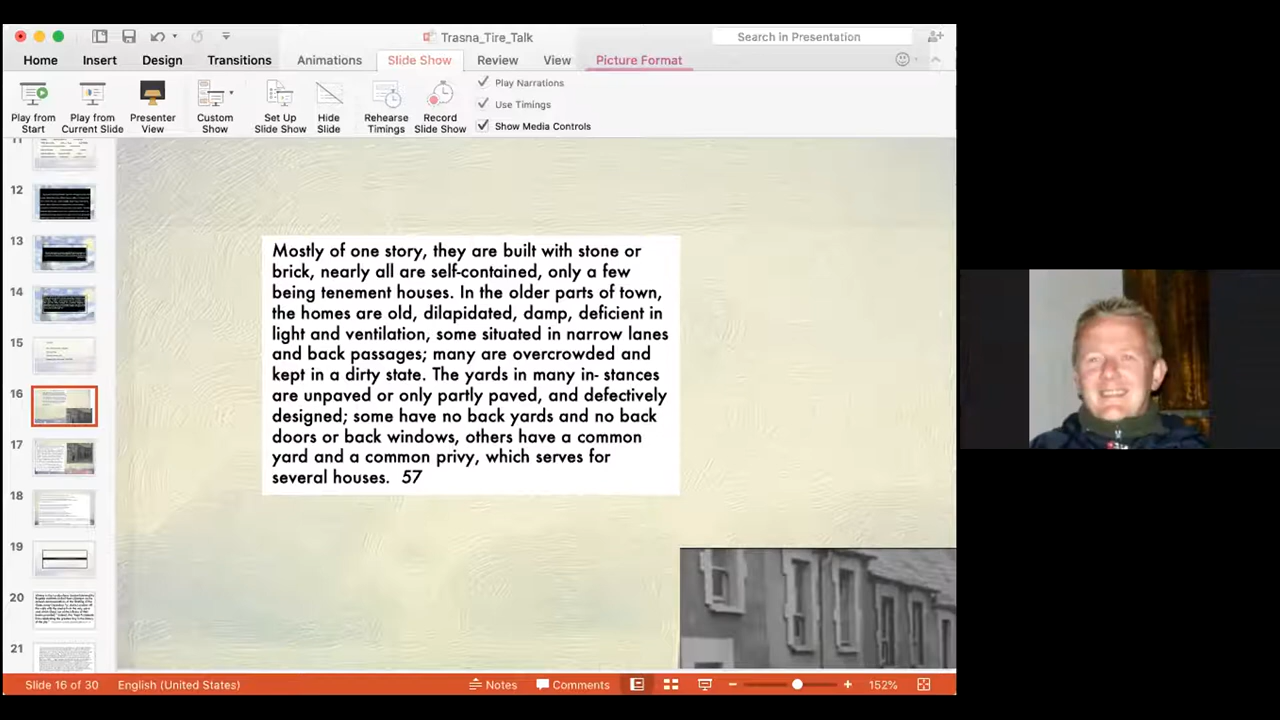 Trasna_Tire_Talk
Search in Presentation
Home Insert Design Transitions Animations Slide Show Review View Picture Format
Play from Start
Play from Current Slide
Presenter View
Custom Show
Set Up Slide Show
Hide Slide
Rehearse Timings
Record Slide Show
Play Narrations
Use Timings
Show Media Controls
11
12
13
14
15
16
17
18
19
20
21
Mostly of one story, they are built with stone or
brick, nearly all are self-contained, only a few
being tenement houses. In the older parts of town,
the homes are old, dilapidated, damp, deficient in
light and ventilation, some situated in narrow lanes
and back passages; many are overcrowded and
kept in a dirty state. The yards in many in- stances
are unpaved or only partly paved, and defectively
designed; some have no back yards and no back
doors or back windows, others have a common
yard and a common privy, which serves for
several houses. 57
Slide 16 of 30 English (United States) Notes Comments 152%